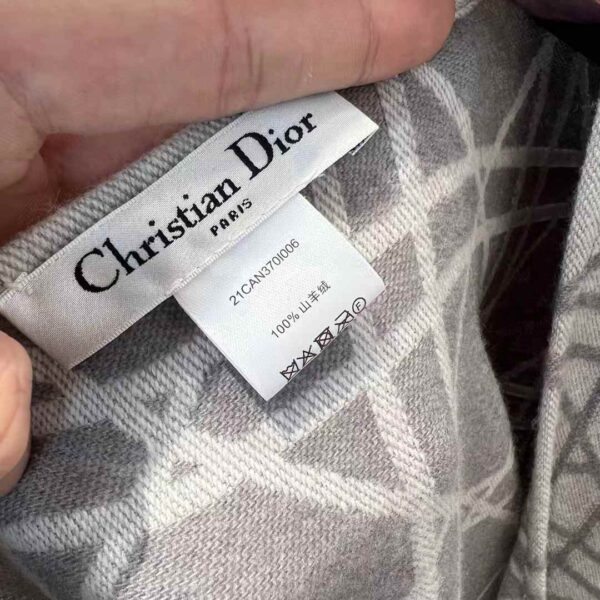 Christian Dior
PARIS
21CAN370I006
100% 山羊绒
F